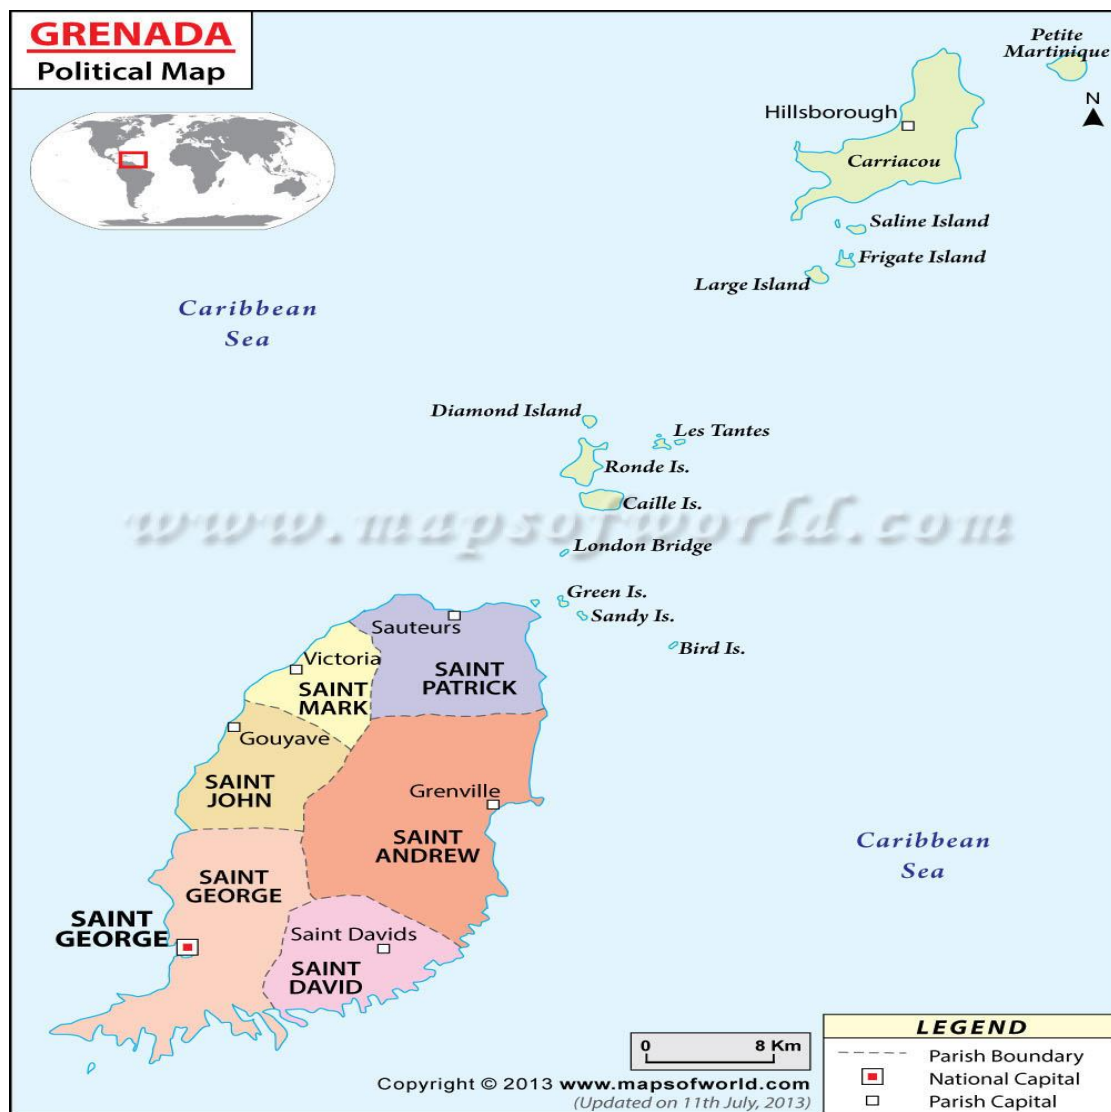 GRENADA
Political Map
Petite
Martinique
N
Hillsborough
Carriacou
Saline Island
Frigate Island
Large Island
Caribbean
Sea
Diamond Island
Les Tantes
Ronde Is.
Caille Is.
www.mapsofworld.com
London Bridge
Green Is.
Sandy Is.
Bird Is.
Sauteurs
SAINT
PATRICK
Victoria
SAINT
MARK
Gouyave
SAINT
JOHN
Grenville
SAINT
ANDREW
Caribbean
Sea
SAINT
GEORGE
SAINT
GEORGE
Saint Davids
SAINT
DAVID
0 8 Km
Copyright © 2013 www.mapsofworld.com
(Updated on 11th July, 2013)
LEGEND
Parish Boundary
National Capital
Parish Capital